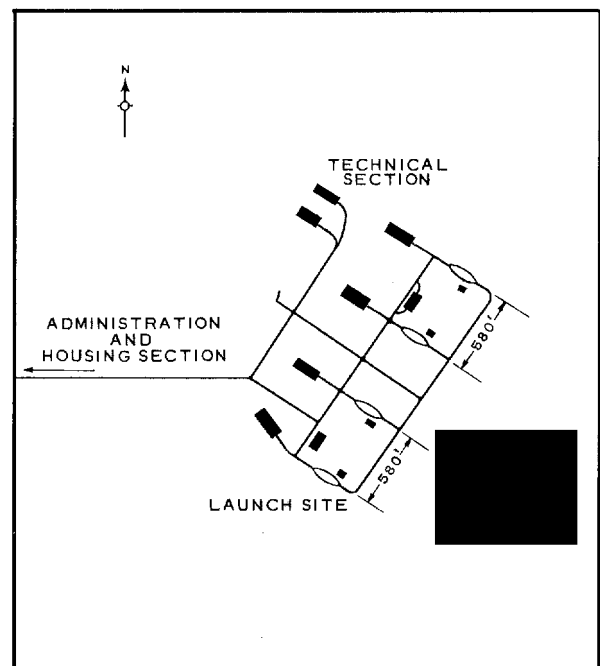 N
TECHNICAL
SECTION
ADMINISTRATION
AND
HOUSING SECTION
580'
580'
LAUNCH SITE